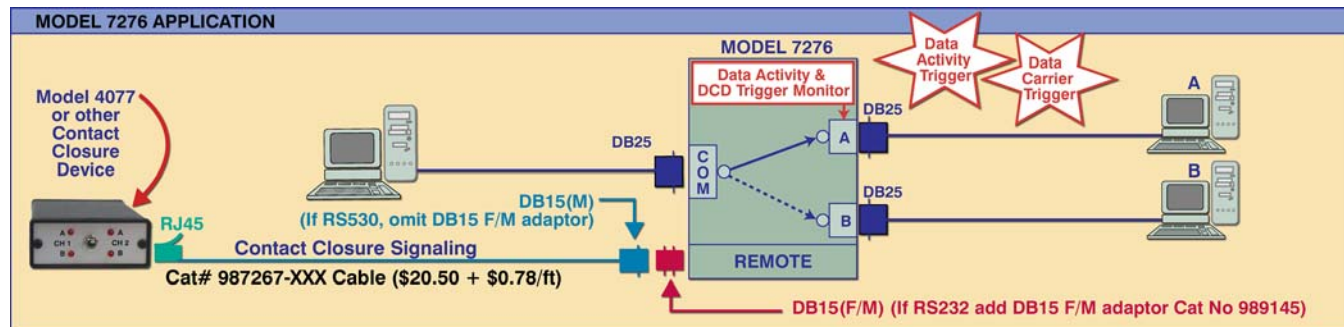 MODEL 7276 APPLICATION
Model 4077
or other
Contact
Closure
Device
A A
CH 1 CH 2
B B
RJ45
Contact Closure Signaling
Cat# 987267-XXX Cable ($20.50 + $0.78/ft)
DB25
DB15(M)
(If RS530, omit DB15 F/M adaptor)
MODEL 7276
Data Activity &
DCD Trigger Monitor
COM
A
B
REMOTE
DB25
DB25
Data
Activity
Trigger
Data
Carrier
Trigger
A
B
DB15(F/M) (If RS232 add DB15 F/M adaptor Cat No 989145)